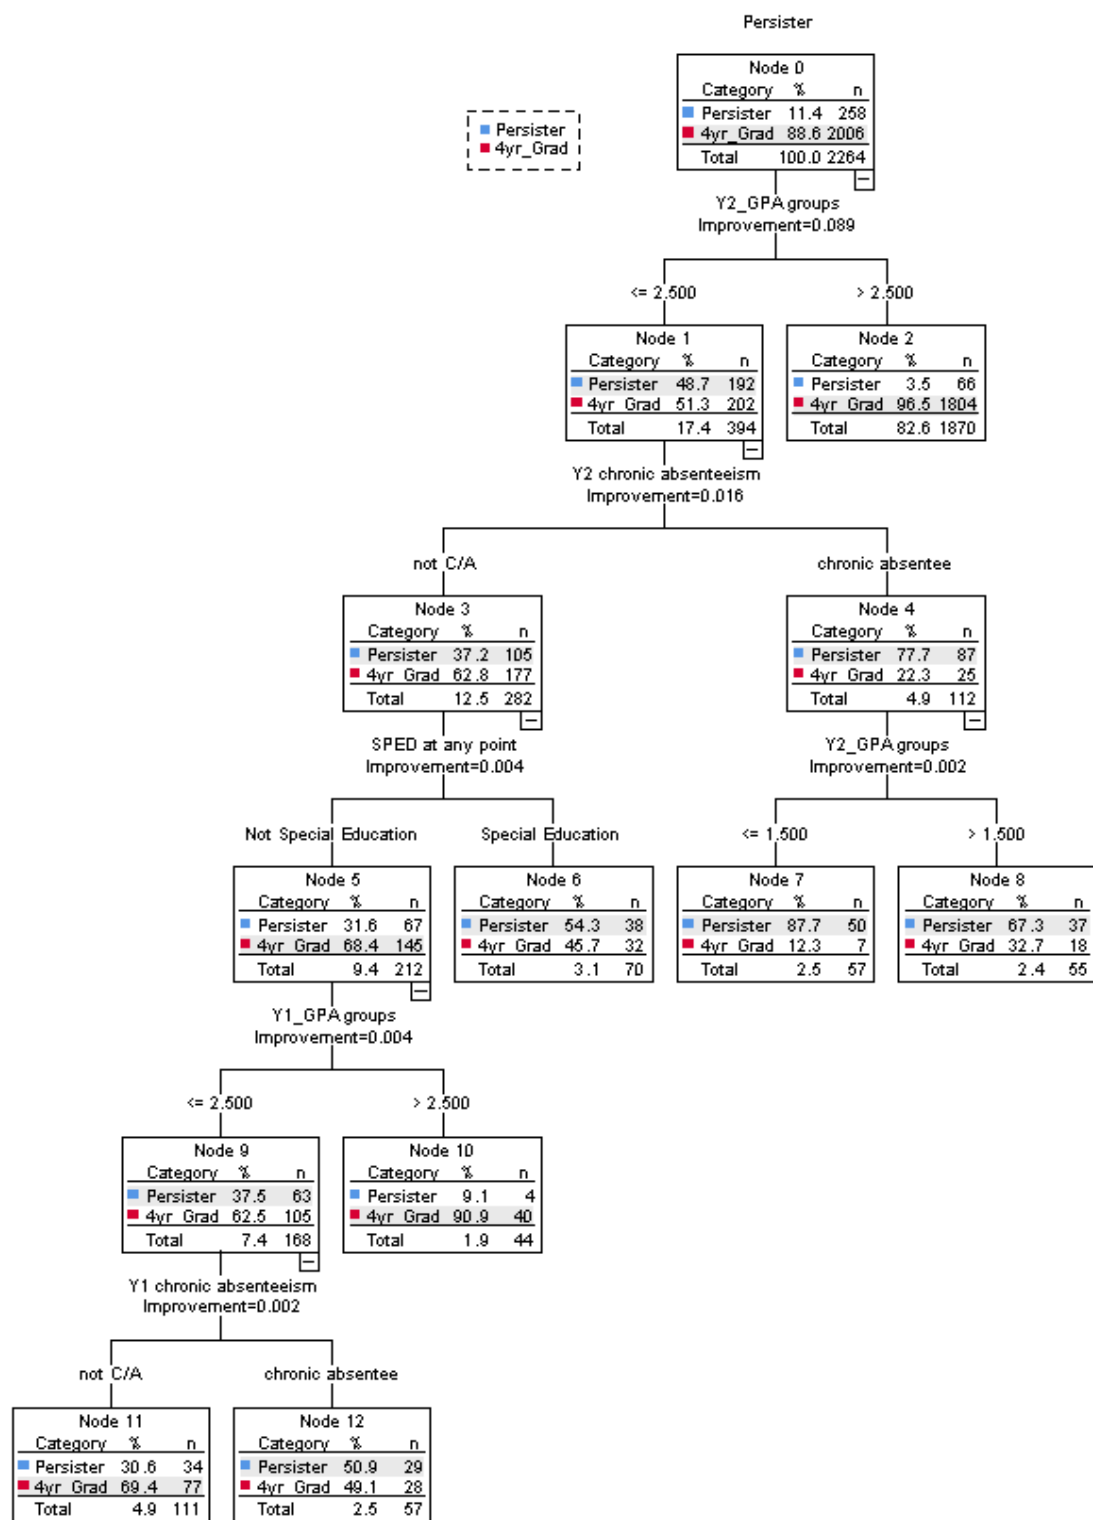 Persister
Node 0
Category % n
Persister 11.4 258
4yr_Grad 88.6 2006
Total 100.0 2264
Persister
4yr_Grad
Y2_GPA groups
Improvement=0.089
<= 2.500
> 2.500
Node 1
Category % n
Persister 48.7 192
4yr_Grad 51.3 202
Total 17.4 394
Node 2
Category % n
Persister 3.5 66
4yr_Grad 96.5 1804
Total 82.6 1870
Y2 chronic absenteeism
Improvement=0.016
not C/A
chronic absentee
Node 3
Category % n
Persister 37.2 105
4yr_Grad 62.8 177
Total 12.5 282
Node 4
Category % n
Persister 77.7 87
4yr_Grad 22.3 25
Total 4.9 112
SPED at any point
Improvement=0.004
Y2_GPA groups
Improvement=0.002
Not Special Education
Special Education
<= 1.500
> 1.500
Node 5
Category % n
Persister 31.6 67
4yr_Grad 68.4 145
Total 9.4 212
Node 6
Category % n
Persister 54.3 38
4yr_Grad 45.7 32
Total 3.1 70
Node 7
Category % n
Persister 87.7 50
4yr_Grad 12.3 7
Total 2.5 57
Node 8
Category % n
Persister 67.3 37
4yr_Grad 32.7 18
Total 2.4 55
Y1_GPA groups
Improvement=0.004
<= 2.500
> 2.500
Node 9
Category % n
Persister 37.5 63
4yr_Grad 62.5 105
Total 7.4 168
Node 10
Category % n
Persister 9.1 4
4yr_Grad 90.9 40
Total 1.9 44
Y1 chronic absenteeism
Improvement=0.002
not C/A
chronic absentee
Node 11
Category % n
Persister 30.6 34
4yr_Grad 69.4 77
Total 4.9 111
Node 12
Category % n
Persister 50.9 29
4yr_Grad 49.1 28
Total 2.5 57